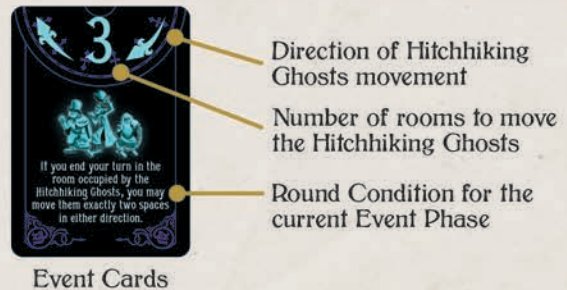 3
Direction of Hitchhiking
Ghosts movement
Number of rooms to move
the Hitchhiking Ghosts
If you end your turn in the
room occupied by the
Hitchhiking Ghosts, you may
move them exactly two spaces
in either direction.
Round Condition for the
current Event Phase
Event Cards